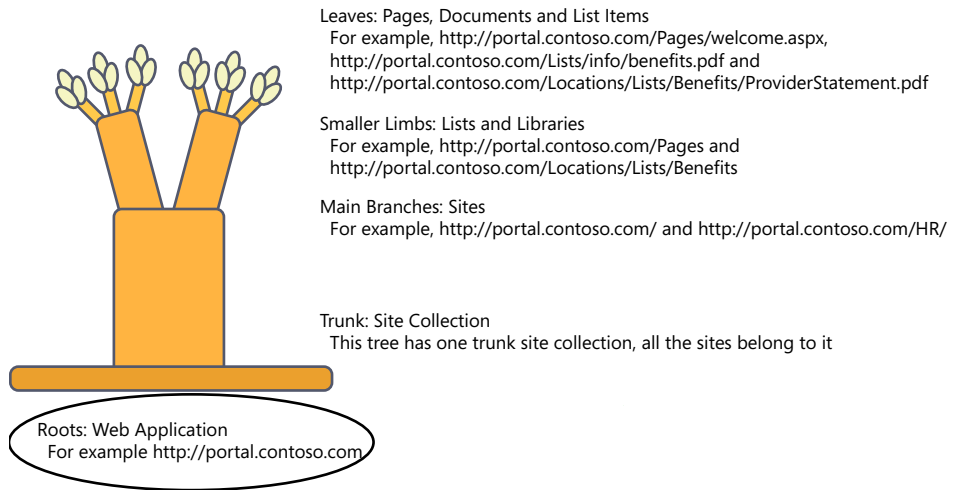 Leaves: Pages, Documents and List Items
For example, http://portal.contoso.com/Pages/welcome.aspx,
http://portal.contoso.com/Lists/info/benefits.pdf and
http://portal.contoso.com/Locations/Lists/Benefits/ProviderStatement.pdf
Smaller Limbs: Lists and Libraries
For example, http://portal.contoso.com/Pages and
http://portal.contoso.com/Locations/Lists/Benefits
Main Branches: Sites
For example, http://portal.contoso.com/ and http://portal.contoso.com/HR/
Trunk: Site Collection
This tree has one trunk site collection, all the sites belong to it
Roots: Web Application
For example http://portal.contoso.com